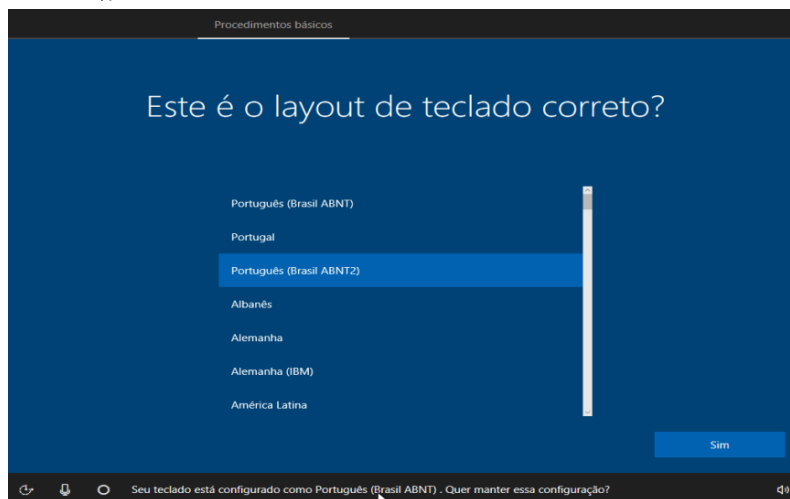 Procedimentos básicos
Este é o layout de teclado correto?
Português (Brasil ABNT)
Portugal
Português (Brasil ABNT2)
Albanês
Alemanha
Alemanha (IBM)
América Latina
Sim
Seu teclado está configurado como Português (Brasil ABNT) . Quer manter essa configuração?